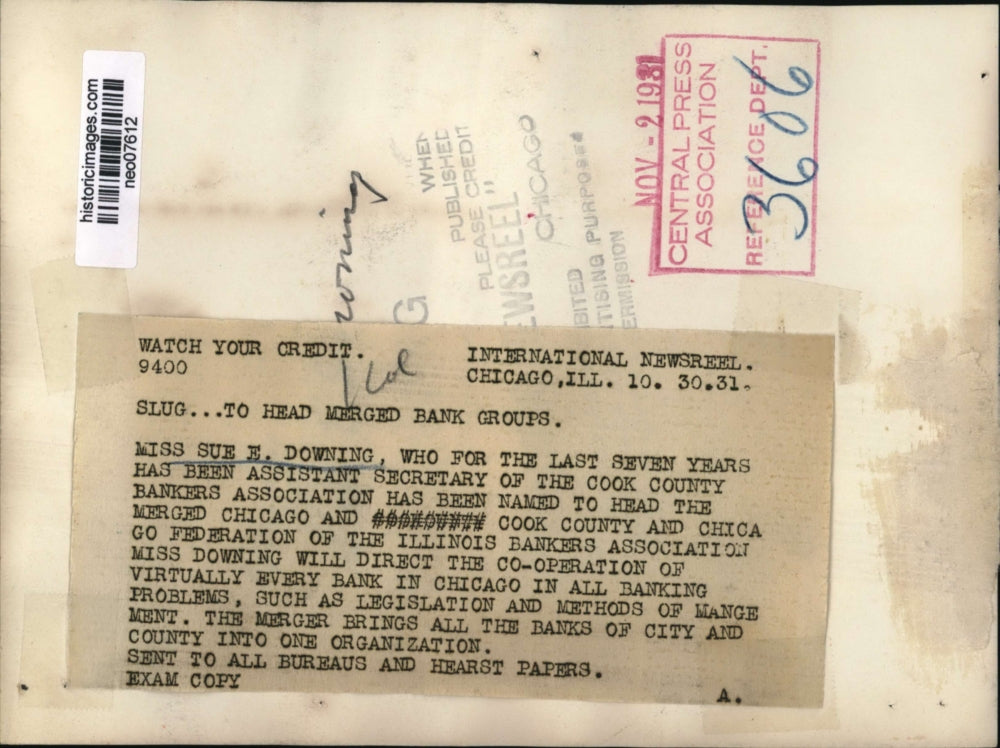 historicimages.com
neo07612
wning
WHEN
PUBLISHED
PLEASE CREDIT
EWSREEL"
CHICAGO
BITED
TISING PURPOSES
ERMISSION
G
NOV - 2 1931
CENTRAL PRESS
ASSOCIATION
REFERENCE DEPT.
3606
WATCH YOUR CREDIT.
9400
INTERNATIONAL NEWSREEL.
CHICAGO,ILL. 10. 30.31.
SLUG...TO HEAD MERGED BANK GROUPS.
MISS SUE E. DOWNING, WHO FOR THE LAST SEVEN YEARS
HAS BEEN ASSISTANT SECRETARY OF THE COOK COUNTY
BANKERS ASSOCIATION HAS BEEN NAMED TO HEAD THE
MERGED CHICAGO AND ######### COOK COUNTY AND CHICA
GO FEDERATION OF THE ILLINOIS BANKERS ASSOCIATION
MISS DOWNING WILL DIRECT THE CO-OPERATION OF
VIRTUALLY EVERY BANK IN CHICAGO IN ALL BANKING
PROBLEMS, SUCH AS LEGISLATION AND METHODS OF MANGE
MENT. THE MERGER BRINGS ALL THE BANKS OF CITY AND
COUNTY INTO ONE ORGANIZATION.
SENT TO ALL BUREAUS AND HEARST PAPERS.
EXAM COPY
A.